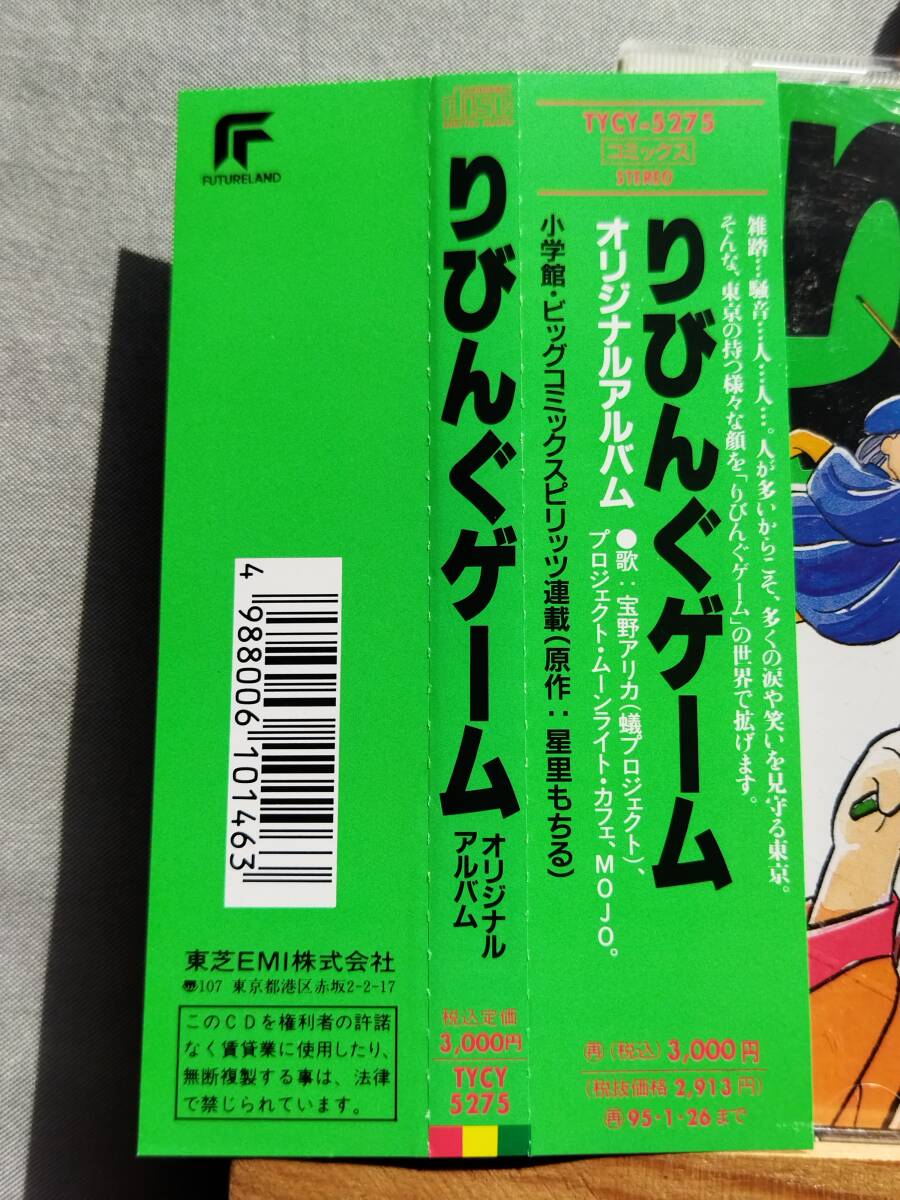 FUTURELAND
4 988006 101463
東芝EMI株式会社
〒107 東京都港区赤坂2-2-17
このCDを権利者の許諾
なく賃貸業に使用したり、
無断複製する事は、法律
で禁じられています。
disc
DIGITAL AUDIO
りびんぐゲーム
オリジナル
アルバム
税込定価
3,000円
TYCY
5275
TYCY-5275
コミックス
STEREO
雑踏…騒音…人…人…。人が多いからこそ、多くの涙や笑いを見守る東京。
そんな、東京の持つ様々な顔を「りびんぐゲーム」の世界で拡げます。
りびんぐゲーム
オリジナルアルバム
●歌：宝野アリカ(蟻プロジェクト)、
プロジェクト・ムーンライト・カフェ、MOJO。
小学館・ビッグコミックスピリッツ連載(原作：星里もちる)
再(税込)3,000円
(税抜価格2,913円)
再95・1・26まで